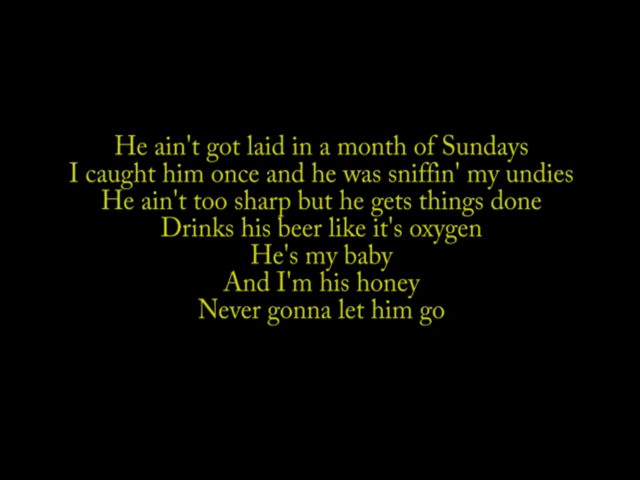 He ain't got laid in a month of Sundays
I caught him once and he was sniffin' my undies
He ain't too sharp but he gets things done
Drinks his beer like it's oxygen
He's my baby
And I'm his honey
Never gonna let him go